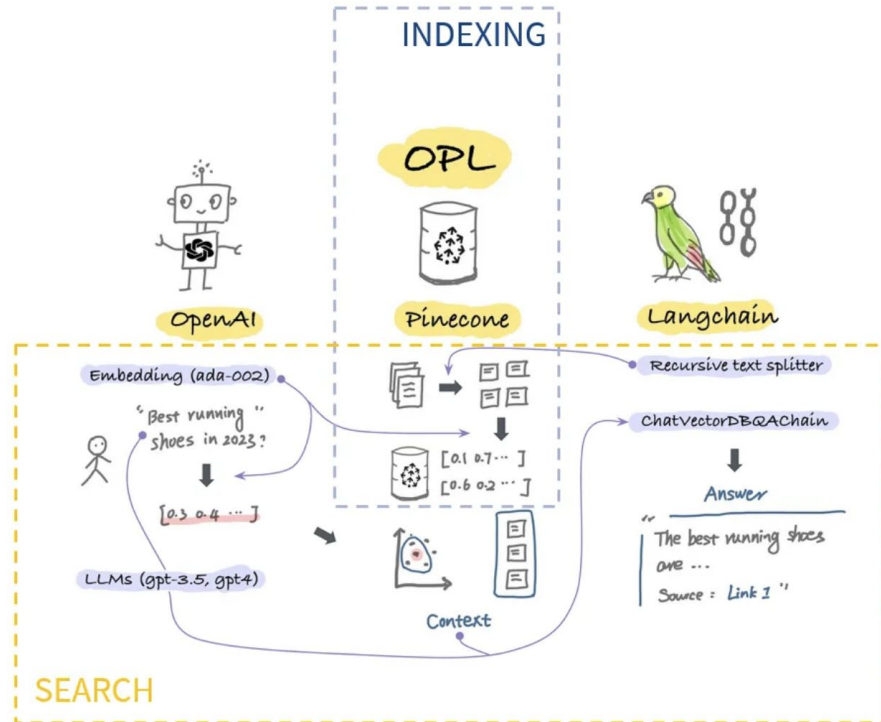 INDEXING
OPL
OpenAI
Pinecone
Langchain
Embedding (ada-002)
"Best running"
shoes in 2023?
[0.3 0.4 ... ]
LLMs (gpt-3.5, gpt4)
[0.1 0.7... ]
[0.6 0.2 ... ]
Context
Recursive text splitter
ChatVectorDBQAChain
Answer
"The best running shoes
are ...
Source : Link 1 "
SEARCH